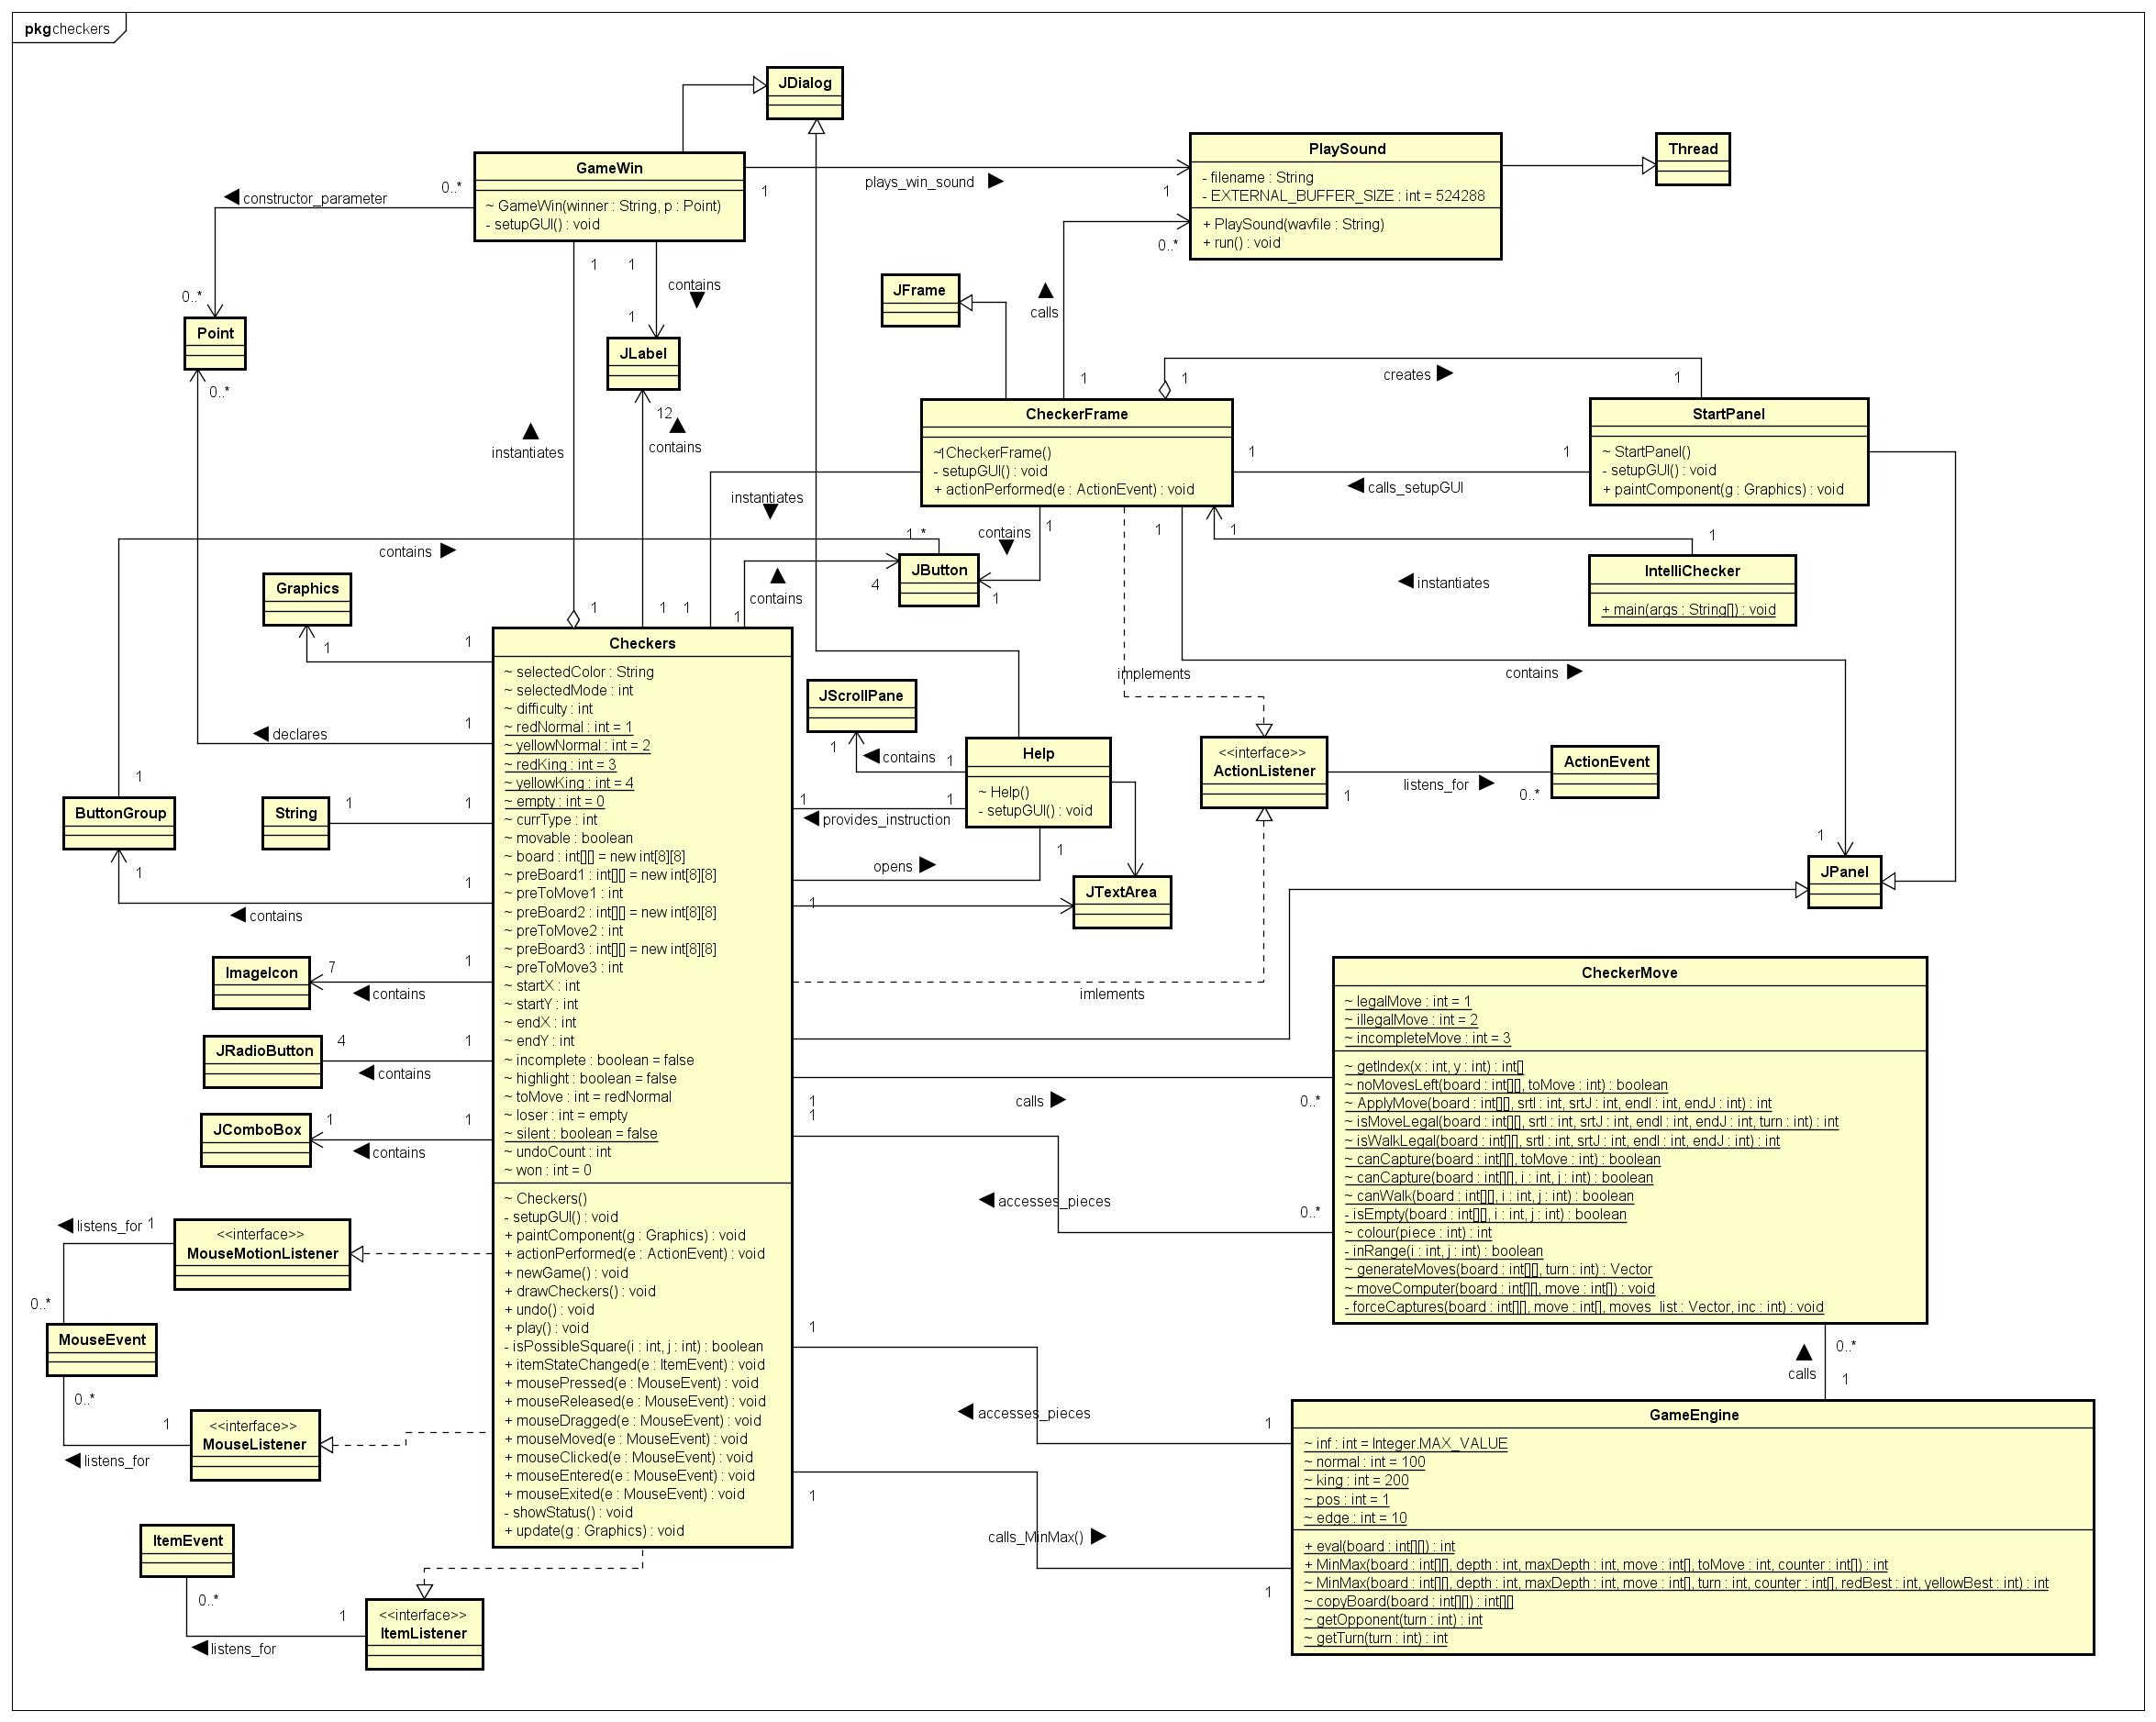 pkg checkers
JDialog
GameWin
~ GameWin(winner : String, p : Point)
- setupGUI() : void
PlaySound
- filename : String
- EXTERNAL_BUFFER_SIZE : int = 524288
+ PlaySound(wavfile : String)
+ run() : void
Thread
constructor_parameter
0..*
0..*
1
plays_win_sound
1
Point
0..*
1
1
contains
1
JLabel
12
contains
instantiates
JFrame
calls
0..*
1
1
creates
1
CheckerFrame
~ CheckerFrame()
1
- setupGUI() : void
+ actionPerformed(e : ActionEvent) : void
StartPanel
~ StartPanel()
- setupGUI() : void
+ paintComponent(g : Graphics) : void
1
1
calls_setupGUI
instantiates
contains
1
1
1
1
IntelliChecker
+ main(args : String[]) : void
instantiates
contains
1..*
JButton
4
1
contains
1
Graphics
1
1
1
1
1
Checkers
~ selectedColor : String
~ selectedMode : int
~ difficulty : int
~ redNormal : int = 1
~ yellowNormal : int = 2
~ redKing : int = 3
~ yellowKing : int = 4
~ empty : int = 0
~ currType : int
~ movable : boolean
~ board : int[][] = new int[8][8]
~ preBoard1 : int[][] = new int[8][8]
~ preToMove1 : int
~ preBoard2 : int[][] = new int[8][8]
~ preToMove2 : int
~ preBoard3 : int[][] = new int[8][8]
~ preToMove3 : int
~ startX : int
~ startY : int
~ endX : int
~ endY : int
~ incomplete : boolean = false
~ highlight : boolean = false
~ toMove : int = redNormal
~ loser : int = empty
~ silent : boolean = false
~ undoCount : int
~ won : int = 0
~ Checkers()
- setupGUI() : void
+ paintComponent(g : Graphics) : void
+ actionPerformed(e : ActionEvent) : void
+ newGame() : void
+ drawCheckers() : void
+ undo() : void
+ play() : void
- isPossibleSquare(i : int, j : int) : boolean
+ itemStateChanged(e : ItemEvent) : void
+ mousePressed(e : MouseEvent) : void
+ mouseReleased(e : MouseEvent) : void
+ mouseDragged(e : MouseEvent) : void
+ mouseMoved(e : MouseEvent) : void
+ mouseClicked(e : MouseEvent) : void
+ mouseEntered(e : MouseEvent) : void
+ mouseExited(e : MouseEvent) : void
- showStatus() : void
+ update(g : Graphics) : void
implements
contains
declares
1
JScrollPane
1
contains
1
Help
~ Help()
- setupGUI() : void
1
1
provides_instruction
opens
1
<<interface>>
ActionListener
listens_for
1
0..*
ActionEvent
ButtonGroup
1
1
contains
1
String
1
1
JTextArea
1
1
JPanel
imlements
ImageIcon
7
1
contains
JRadioButton
4
1
contains
JComboBox
1
1
contains
CheckerMove
~ legalMove : int = 1
~ illegalMove : int = 2
~ incompleteMove : int = 3
~ getIndex(x : int, y : int) : int[]
~ noMovesLeft(board : int[][], toMove : int) : boolean
~ ApplyMove(board : int[][], srtI : int, srtJ : int, endI : int, endJ : int) : int
~ isMoveLegal(board : int[][], srtI : int, srtJ : int, endI : int, endJ : int, turn : int) : int
~ isWalkLegal(board : int[][], srtI : int, srtJ : int, endI : int, endJ : int) : int
~ canCapture(board : int[][], toMove : int) : boolean
~ canCapture(board : int[][], i : int, j : int) : boolean
~ canWalk(board : int[][], i : int, j : int) : boolean
- isEmpty(board : int[][], i : int, j : int) : boolean
~ colour(piece : int) : int
- inRange(i : int, j : int) : boolean
~ generateMoves(board : int[][], turn : int) : Vector
~ moveComputer(board : int[][], move : int[]) : void
- forceCaptures(board : int[][], move : int[], moves_list : Vector, inc : int) : void
calls
1
1
0..*
accesses_pieces
0..*
listens_for
1
<<interface>>
MouseMotionListener
0..*
MouseEvent
0..*
1
<<interface>>
MouseListener
listens_for
0..*
calls
1
1
accesses_pieces
1
GameEngine
~ inf : int = Integer.MAX_VALUE
~ normal : int = 100
~ king : int = 200
~ pos : int = 1
~ edge : int = 10
+ eval(board : int[][]) : int
+ MinMax(board : int[][], depth : int, maxDepth : int, move : int[], toMove : int, counter : int[]) : int
~ MinMax(board : int[][], depth : int, maxDepth : int, move : int[], turn : int, counter : int[], redBest : int, yellowBest : int) : int
~ copyBoard(board : int[][]) : int[][]
~ getOpponent(turn : int) : int
~ getTurn(turn : int) : int
1
calls_MinMax()
1
ItemEvent
0..*
1
<<interface>>
ItemListener
listens_for